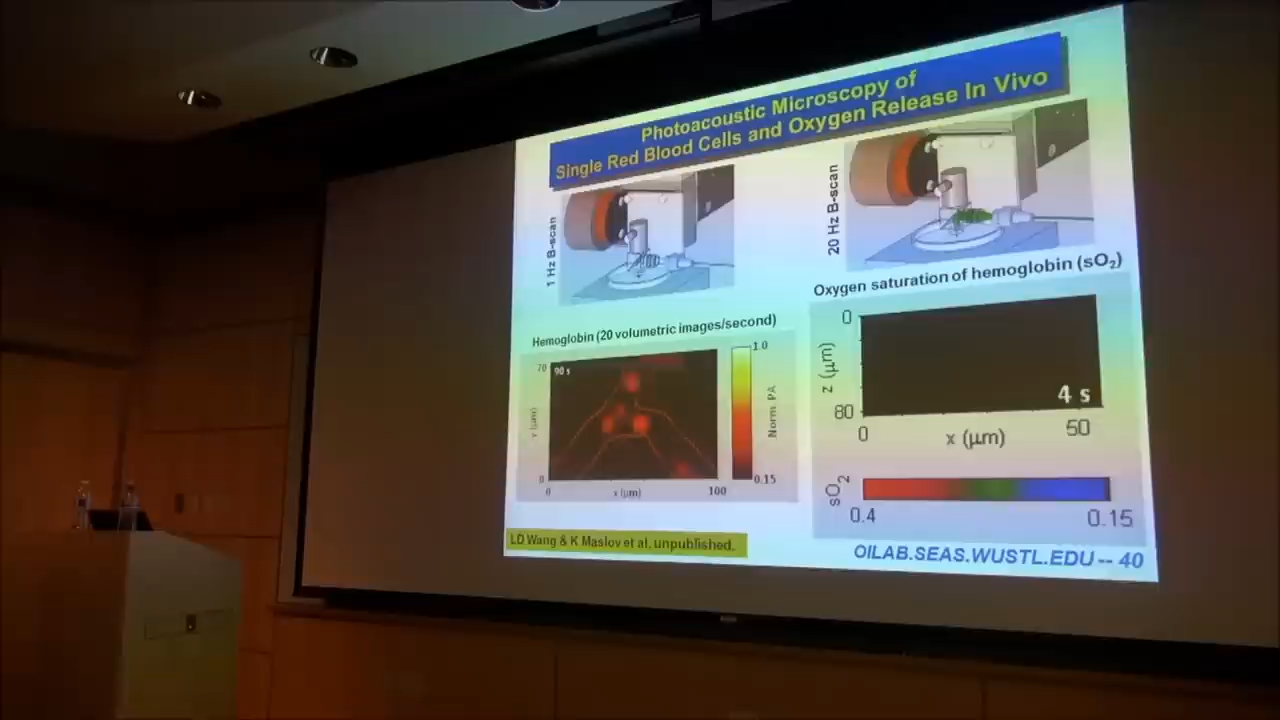 Photoacoustic Microscopy of
Single Red Blood Cells and Oxygen Release In Vivo
1 Hz B-scan
20 Hz B-scan
Hemoglobin (20 volumetric images/second)
70
90 s
y (µm)
0
0
x (µm)
100
1.0
Norm. PA
0.15
Oxygen saturation of hemoglobin (sO₂)
0
z (µm)
80
4 s
0
x (µm)
50
sO₂
0.4
0.15
LD Wang & K Maslov et al, unpublished.
OILAB.SEAS.WUSTL.EDU -- 40